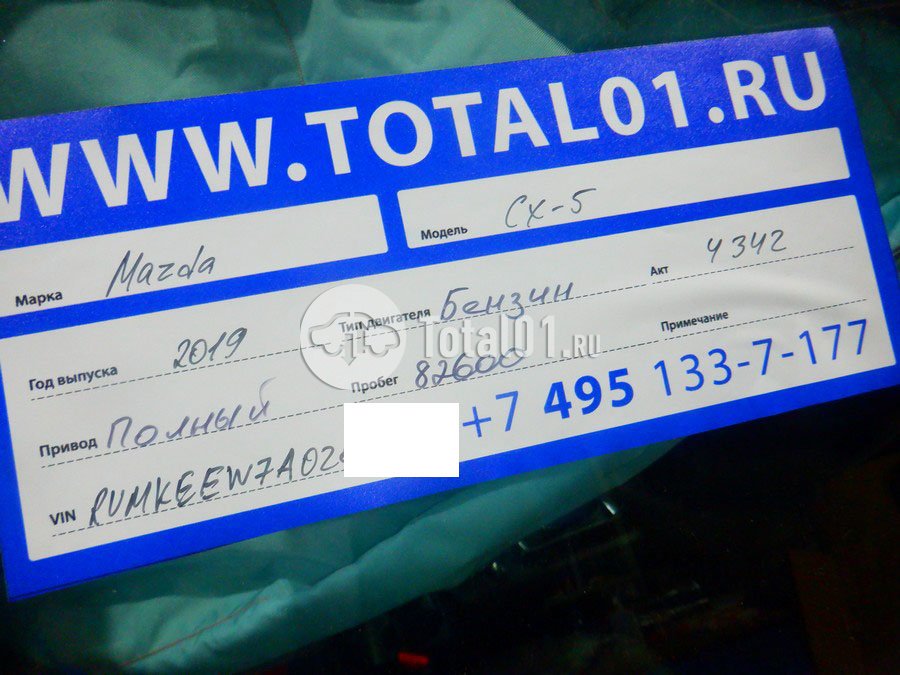 WWW.TOTAL01.RU
Марка Mazda Модель CX-5
Год выпуска 2019 Тип двигателя Бензин Акт 4342
Привод Полный Пробег 82600 Примечание
VIN RUMKEEW7A02 +7 495 133-7-177
Total01.RU